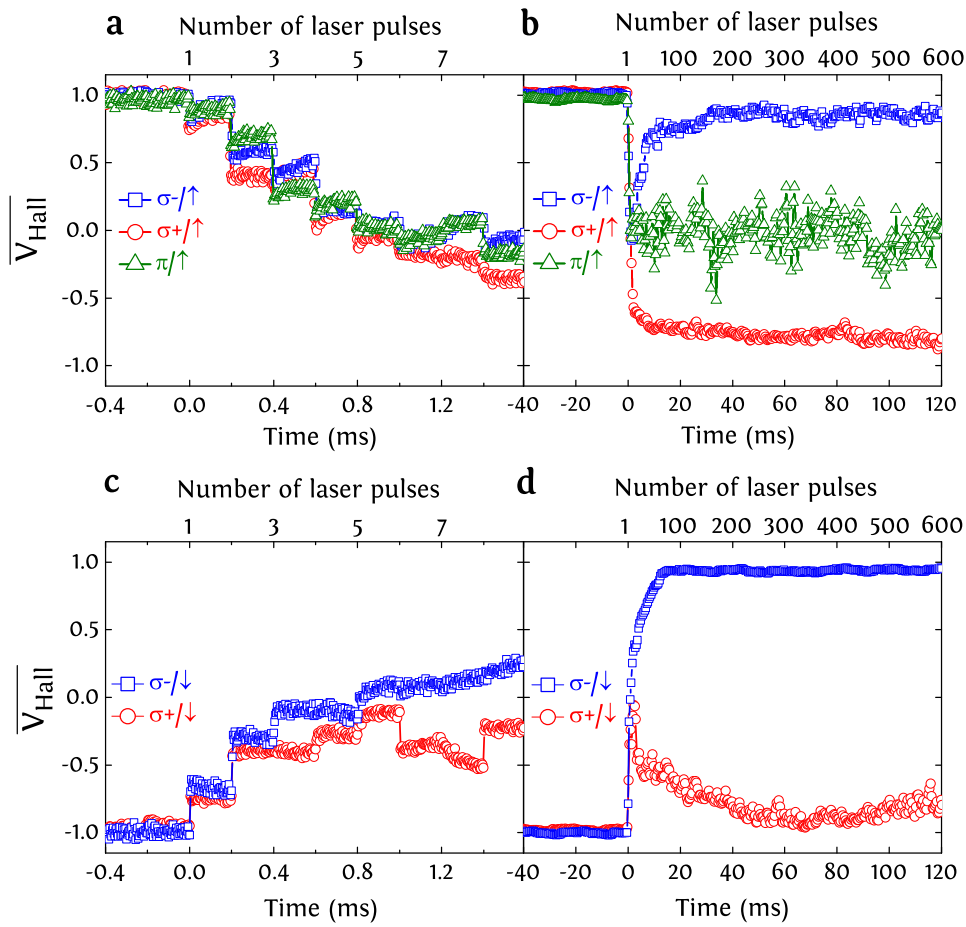 a
Number of laser pulses
1 3 5 7
1.0
0.5
0.0
-0.5
-1.0
V Hall
σ-/↑
σ+/↑
π/↑
-0.4 0.0 0.4 0.8 1.2
Time (ms)
b
Number of laser pulses
1 100 200 300 400 500 600
σ-/↑
σ+/↑
π/↑
-40 -20 0 20 40 60 80 100 120
Time (ms)
c
Number of laser pulses
1 3 5 7
1.0
0.5
0.0
-0.5
-1.0
V Hall
σ-/↓
σ+/↓
-0.4 0.0 0.4 0.8 1.2
Time (ms)
d
Number of laser pulses
1 100 200 300 400 500 600
σ-/↓
σ+/↓
-40 -20 0 20 40 60 80 100 120
Time (ms)